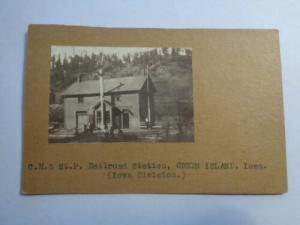 C.M.& St.P. Railroad Station, GREEN ISLAND, Iowa.
(Iowa Division.)